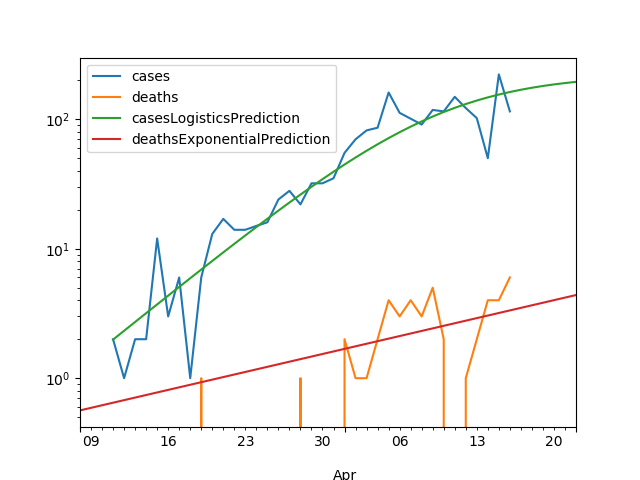 cases
deaths
casesLogisticsPrediction
deathsExponentialPrediction
10²
10¹
10⁰
09 16 23 30 06 13 20
Apr